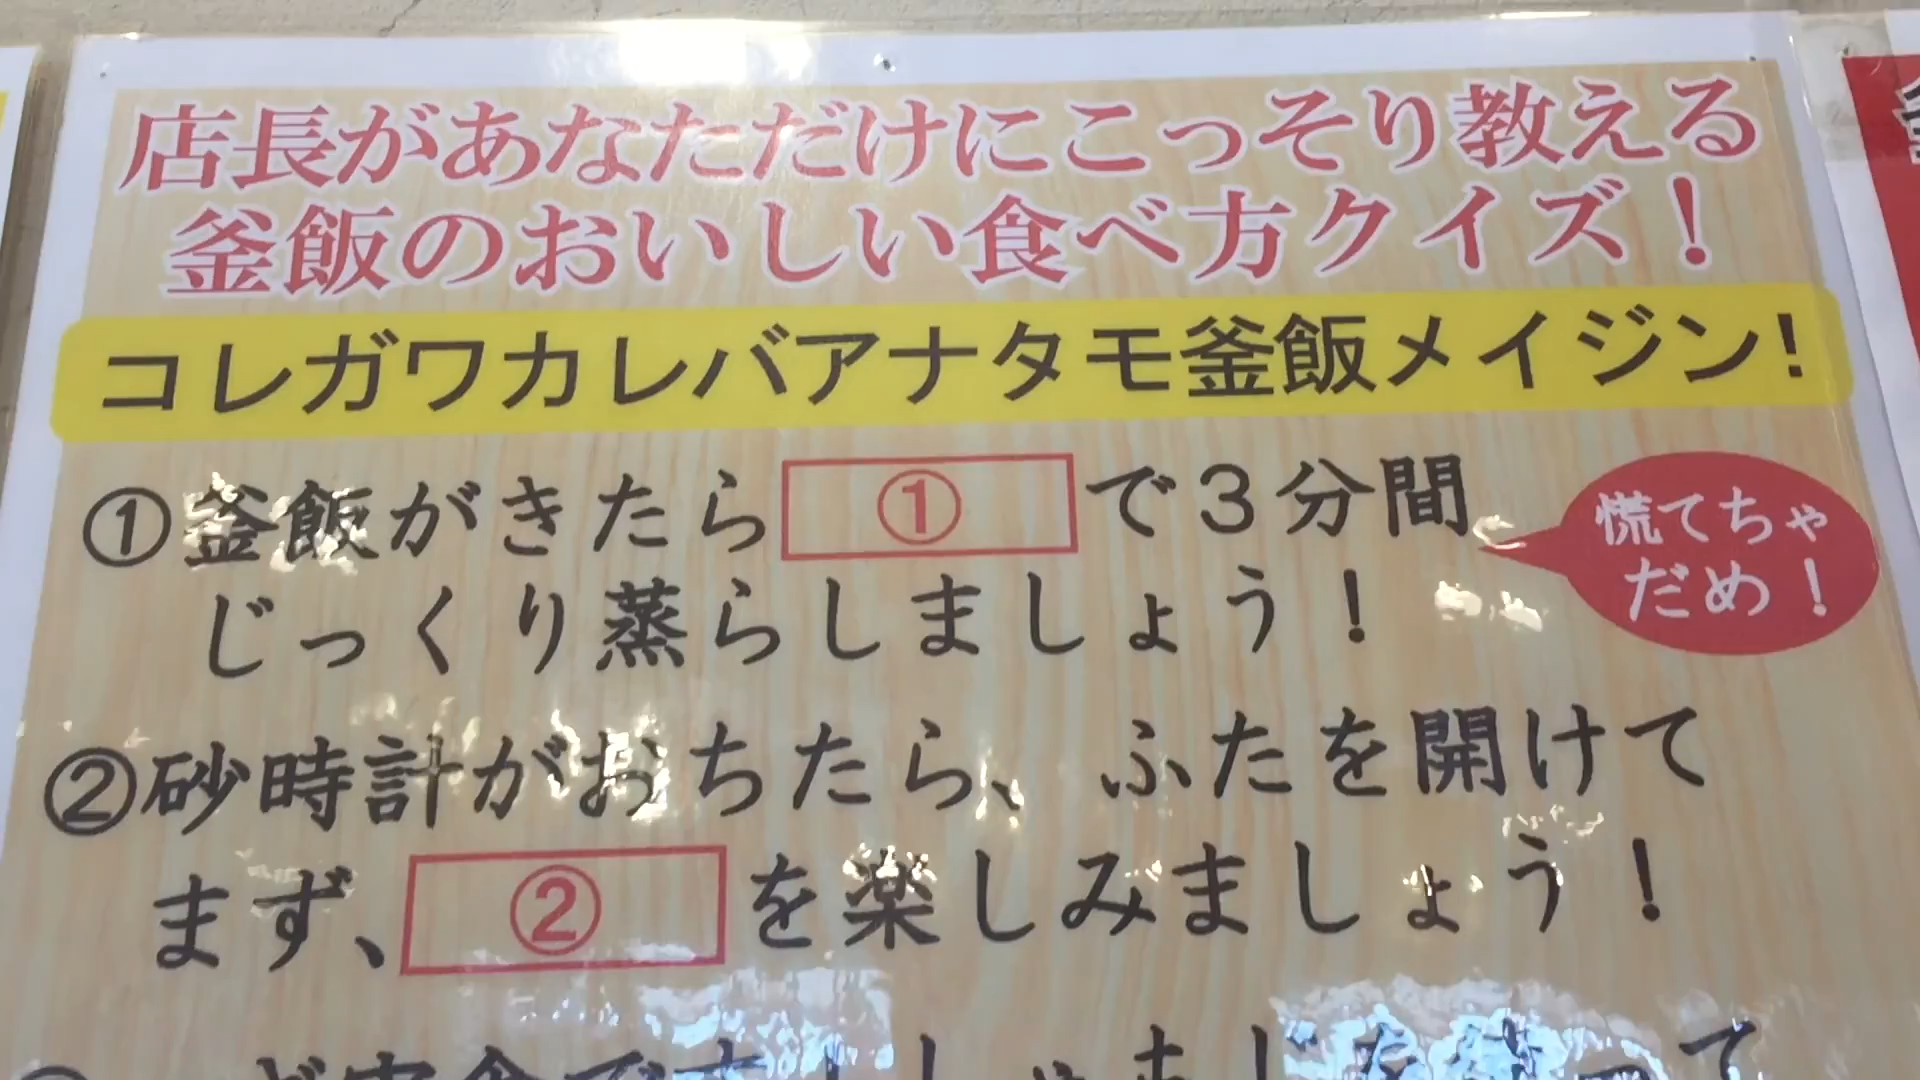 店長があなただけにこっそり教える
釜飯のおいしい食べ方クイズ！
コレガワカレバアナタモ釜飯メイジン！
①釜飯がきたら ① で３分間
じっくり蒸らしましょう！
慌てちゃ
だめ！
②砂時計がおちたら、ふたを開けて
まず、 ② を楽しみましょう！